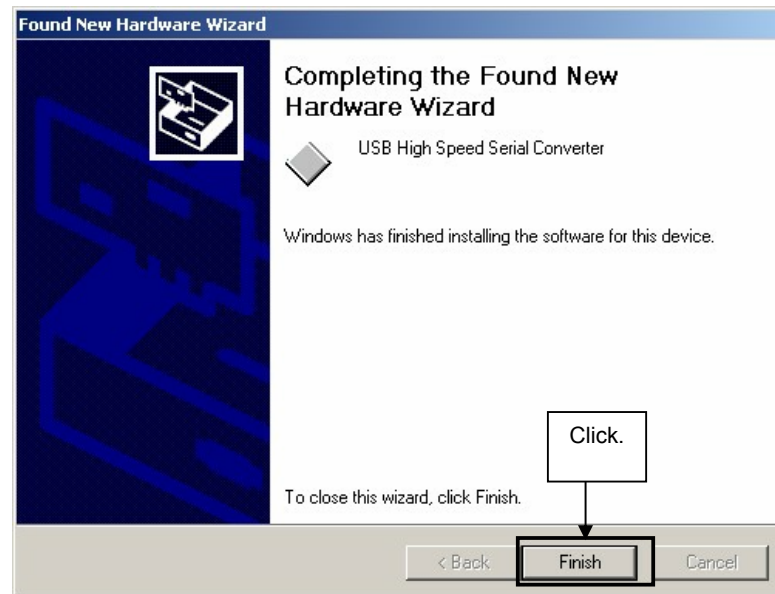 Found New Hardware Wizard
Completing the Found New
Hardware Wizard
USB High Speed Serial Converter
Windows has finished installing the software for this device.
Click.
To close this wizard, click Finish.
< Back
Finish
Cancel